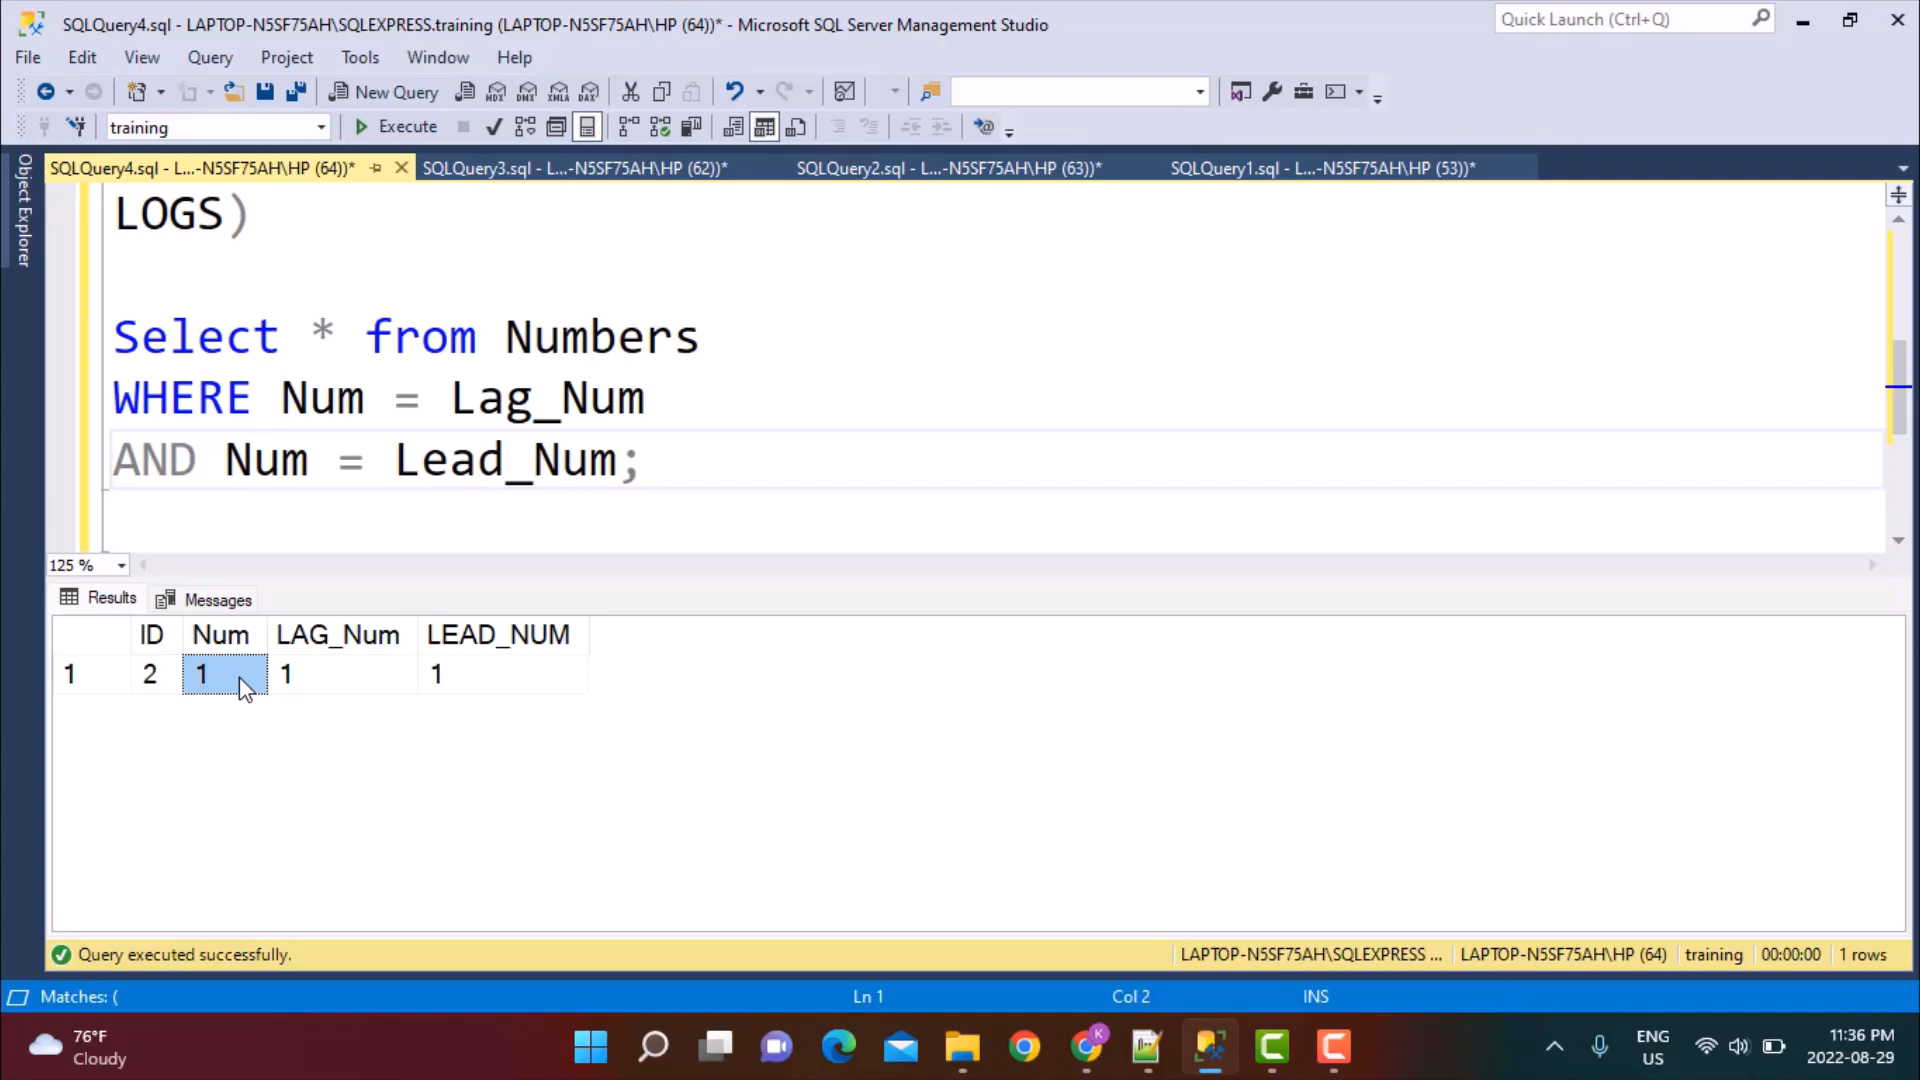 SQLQuery4.sql - LAPTOP-N5SF75AH\SQLEXPRESS.training (LAPTOP-N5SF75AH\HP (64))* - Microsoft SQL Server Management Studio
Quick Launch (Ctrl+Q)
File Edit View Query Project Tools Window Help
New Query MDX DMX XMLA DAX
training Execute
Object Explorer
SQLQuery4.sql - L...-N5SF75AH\HP (64))* SQLQuery3.sql - L...-N5SF75AH\HP (62))* SQLQuery2.sql - L...-N5SF75AH\HP (63))* SQLQuery1.sql - L...-N5SF75AH\HP (53))*
LOGS)
Select * from Numbers
WHERE Num = Lag_Num
AND Num = Lead_Num;
125 %
Results Messages
ID Num LAG_Num LEAD_NUM
1 2 1 1 1
Query executed successfully. LAPTOP-N5SF75AH\SQLEXPRESS ... LAPTOP-N5SF75AH\HP (64) training 00:00:00 1 rows
Matches: ( Ln 1 Col 2 INS
76°F
Cloudy
K
ENG
US
11:36 PM
2022-08-29